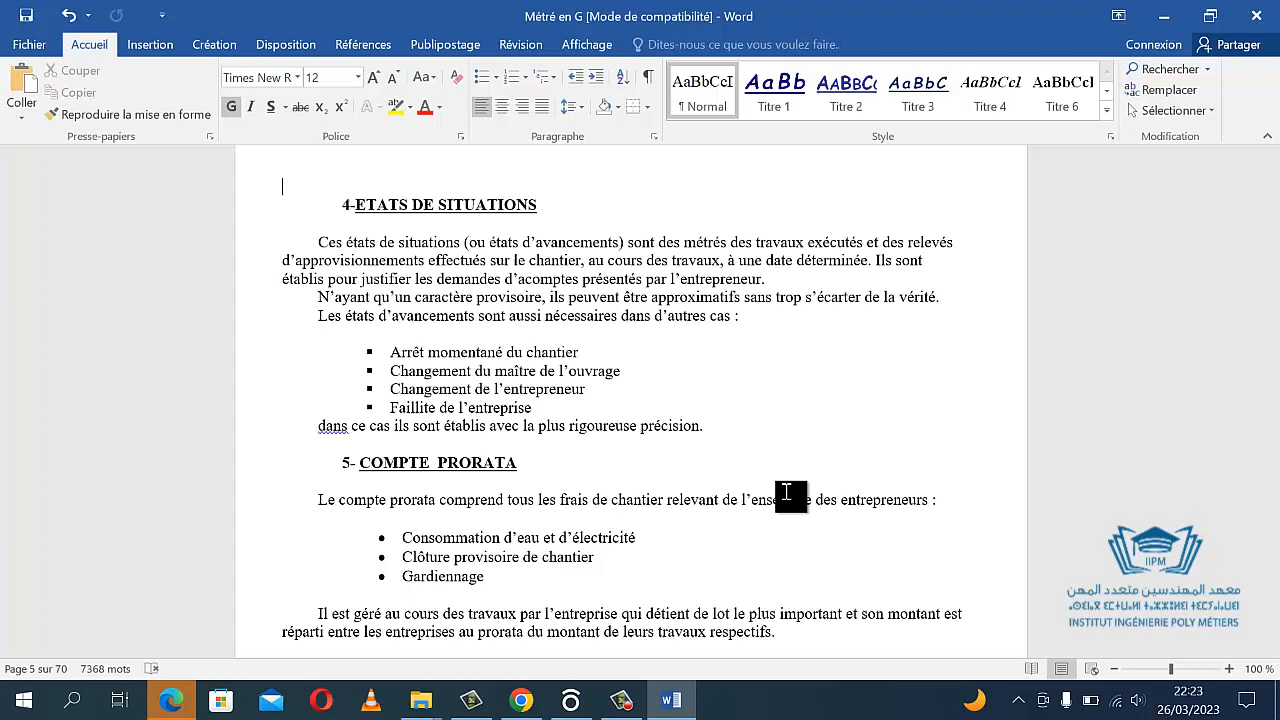 Métré en G [Mode de compatibilité] - Word
Fichier Accueil Insertion Création Disposition Références Publipostage Révision Affichage Dites-nous ce que vous voulez faire.. Connexion Partager
Coller
Couper
Copier
Reproduire la mise en forme
Presse-papiers
Times New R 12
G I S abc X₂ X² Aa A
Police
Paragraphe
AaBbCcI AaBb AABBCC AaBbC AaBbCcI AaBbCcI
¶ Normal Titre 1 Titre 2 Titre 3 Titre 4 Titre 6
Style
Rechercher
Remplacer
Sélectionner
Modification
4-ETATS DE SITUATIONS
Ces états de situations (ou états d’avancements) sont des métrés des travaux exécutés et des relevés
d’approvisionnements effectués sur le chantier, au cours des travaux, à une date déterminée. Ils sont
établis pour justifier les demandes d’acomptes présentés par l’entrepreneur.
N’ayant qu’un caractère provisoire, ils peuvent être approximatifs sans trop s’écarter de la vérité.
Les états d’avancements sont aussi nécessaires dans d’autres cas :
▪ Arrêt momentané du chantier
▪ Changement du maître de l’ouvrage
▪ Changement de l’entrepreneur
▪ Faillite de l’entreprise
dans ce cas ils sont établis avec la plus rigoureuse précision.
5- COMPTE PRORATA
Le compte prorata comprend tous les frais de chantier relevant de l’ensemble des entrepreneurs :
• Consommation d’eau et d’électricité
• Clôture provisoire de chantier
• Gardiennage
Il est géré au cours des travaux par l’entreprise qui détient de lot le plus important et son montant est
réparti entre les entreprises au prorata du montant de leurs travaux respectifs.
IIPM
معهد المهندسين متعدد المهن
INSTITUT INGÉNIERIE POLY MÉTIERS
Page 5 sur 70 7368 mots 100 %
22:23
26/03/2023